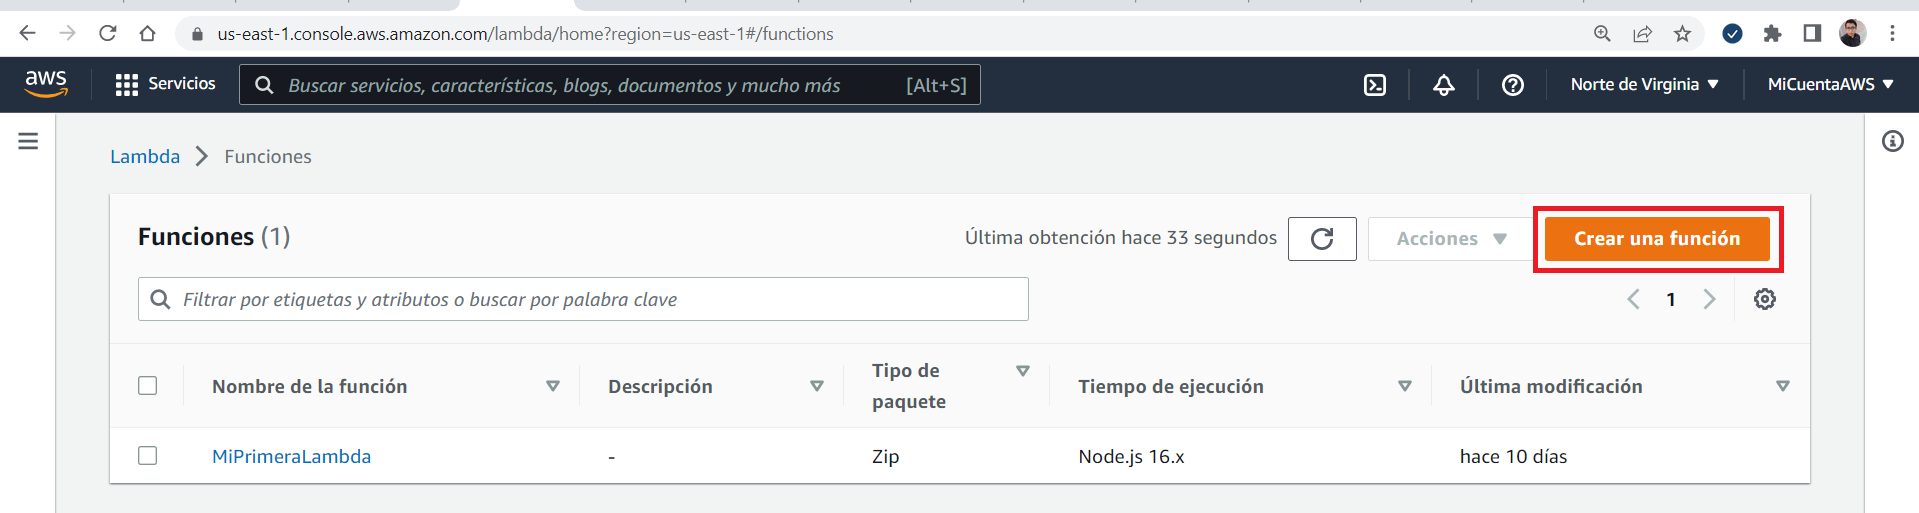 us-east-1.console.aws.amazon.com/lambda/home?region=us-east-1#/functions
aws
Servicios
Buscar servicios, características, blogs, documentos y mucho más
[Alt+S]
Norte de Virginia
MiCuentaAWS
Lambda
Funciones
Funciones (1)
Última obtención hace 33 segundos
Acciones
Crear una función
Filtrar por etiquetas y atributos o buscar por palabra clave
1
Nombre de la función
Descripción
Tipo de
paquete
Tiempo de ejecución
Última modificación
MiPrimeraLambda
-
Zip
Node.js 16.x
hace 10 días